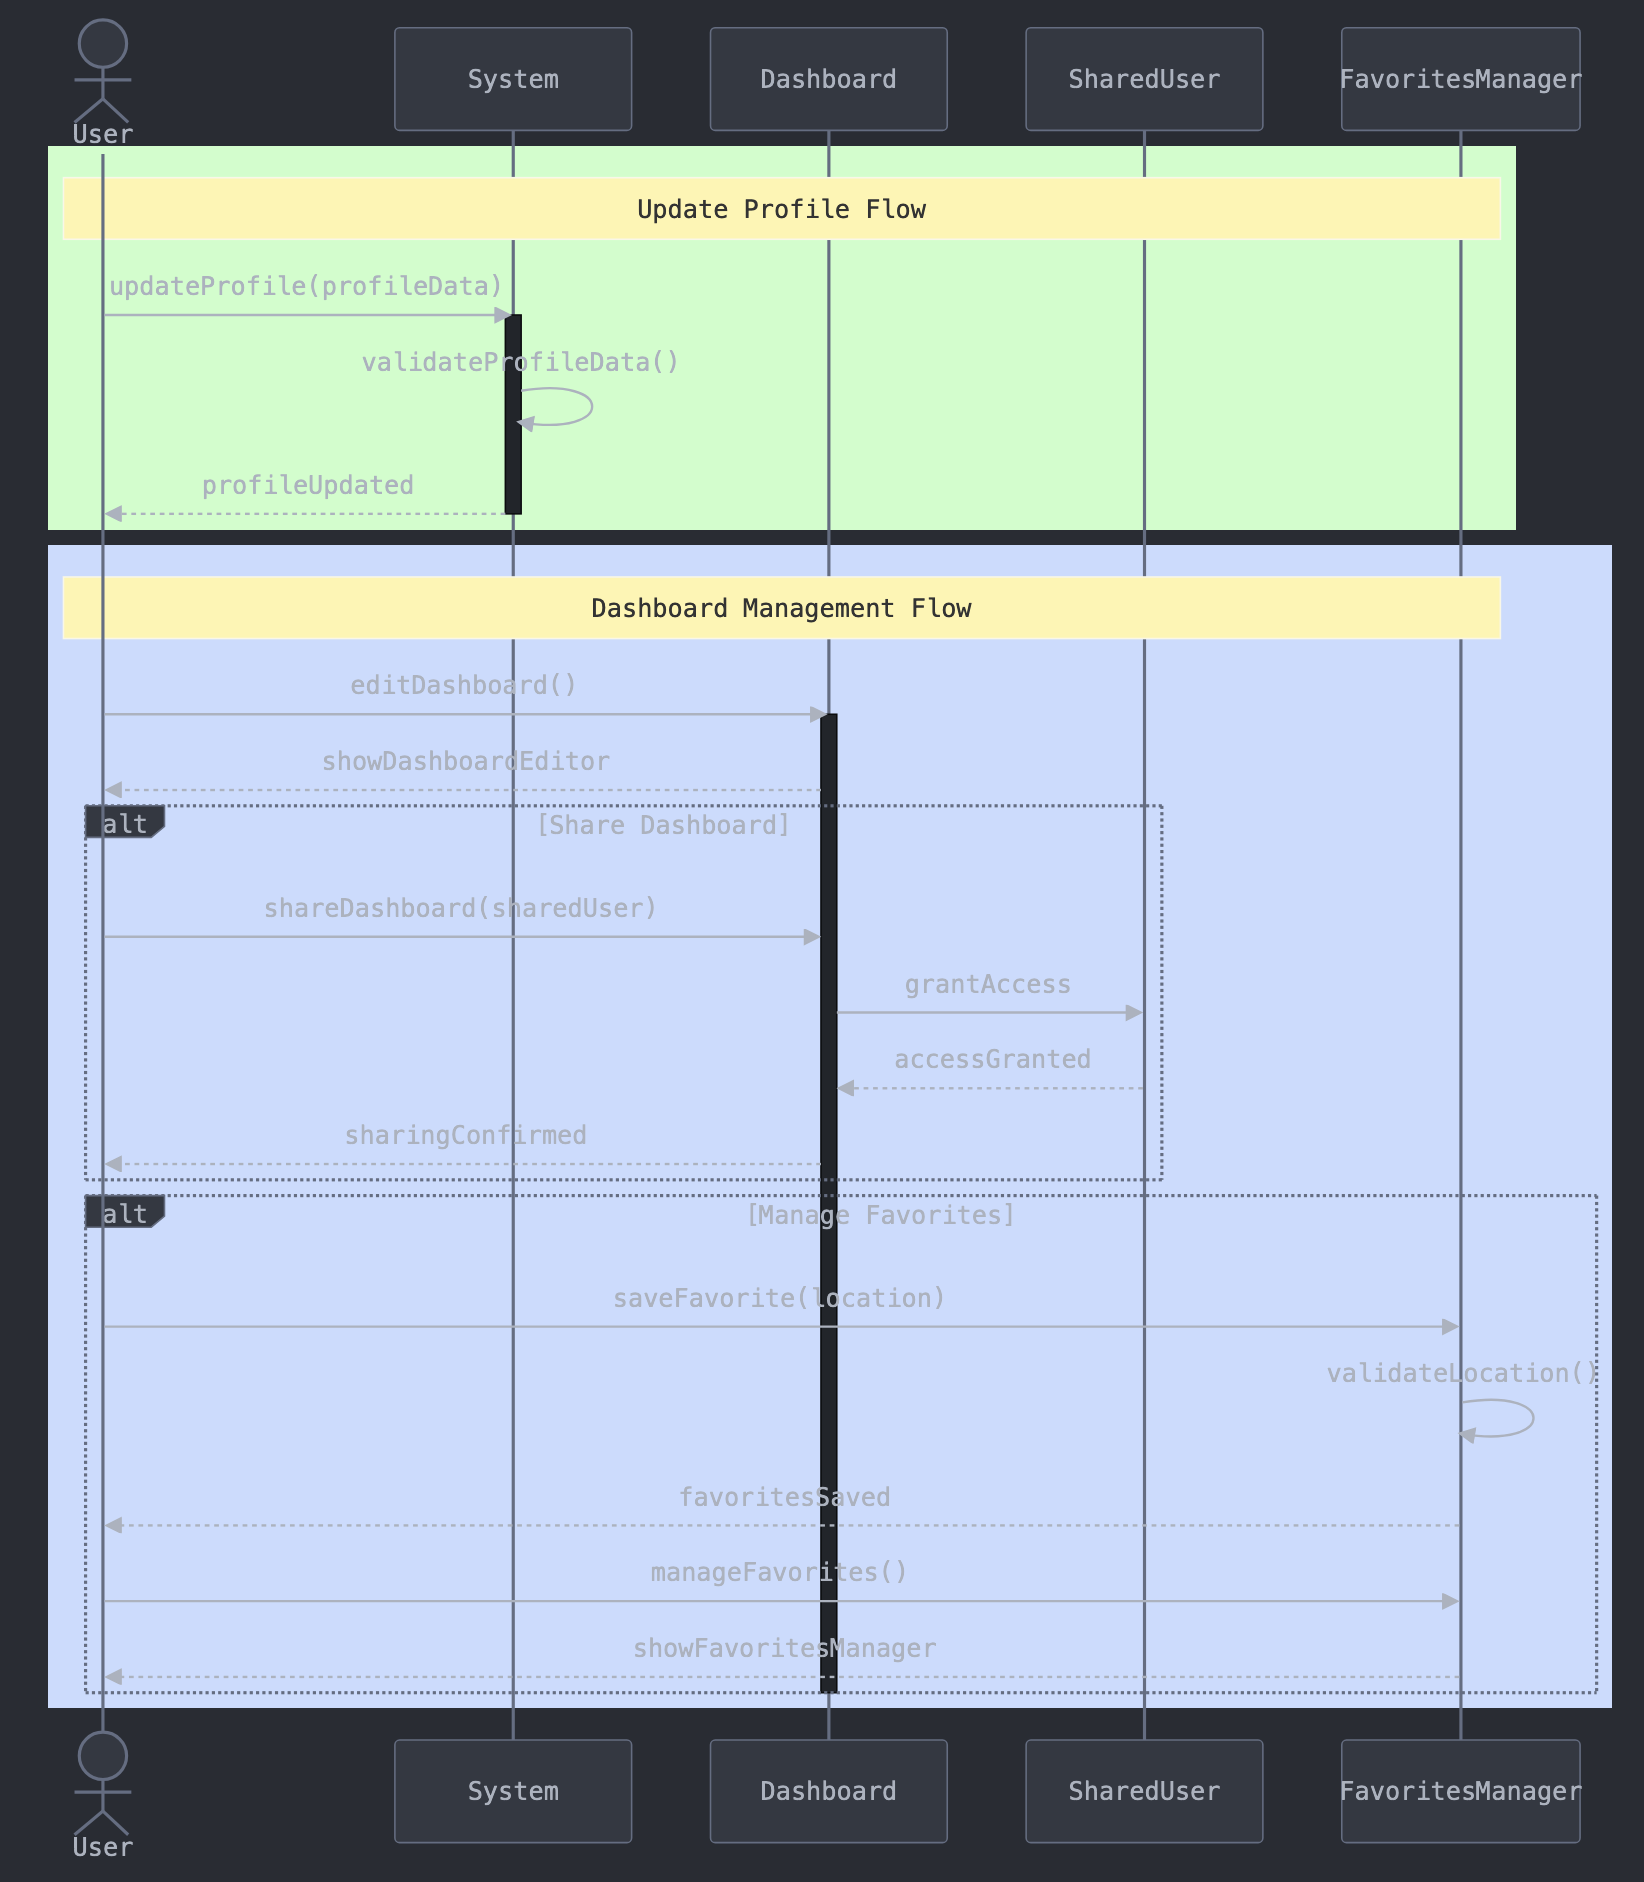 User
System
Dashboard
SharedUser
FavoritesManager
Update Profile Flow
updateProfile(profileData)
validateProfileData()
profileUpdated
Dashboard Management Flow
editDashboard()
showDashboardEditor
alt
[Share Dashboard]
shareDashboard(sharedUser)
grantAccess
accessGranted
sharingConfirmed
alt
[Manage Favorites]
saveFavorite(location)
validateLocation()
favoritesSaved
manageFavorites()
showFavoritesManager
User
System
Dashboard
SharedUser
FavoritesManager